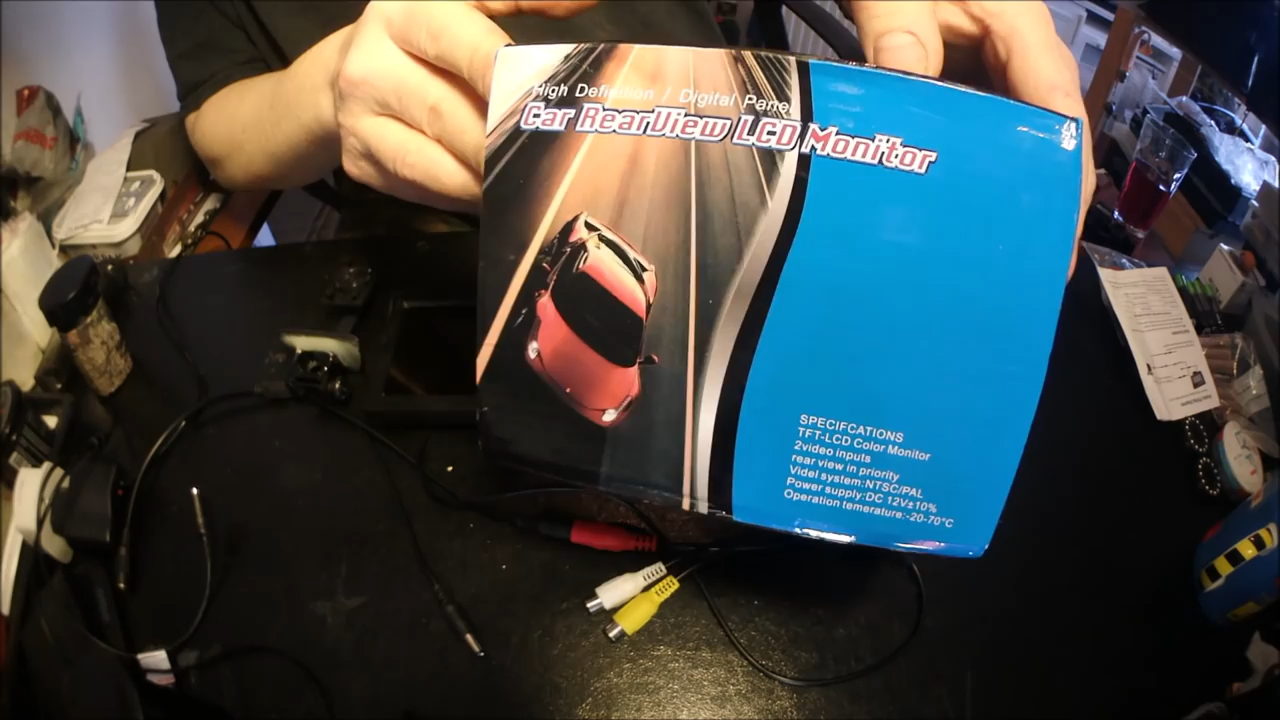 High Definition / Digital Panel
Car RearView LCD Monitor
SPECIFCATIONS
TFT-LCD Color Monitor
2video inputs
rear view in priority
Videl system:NTSC/PAL
Power supply:DC 12V±10%
Operation temerature:-20-70°C